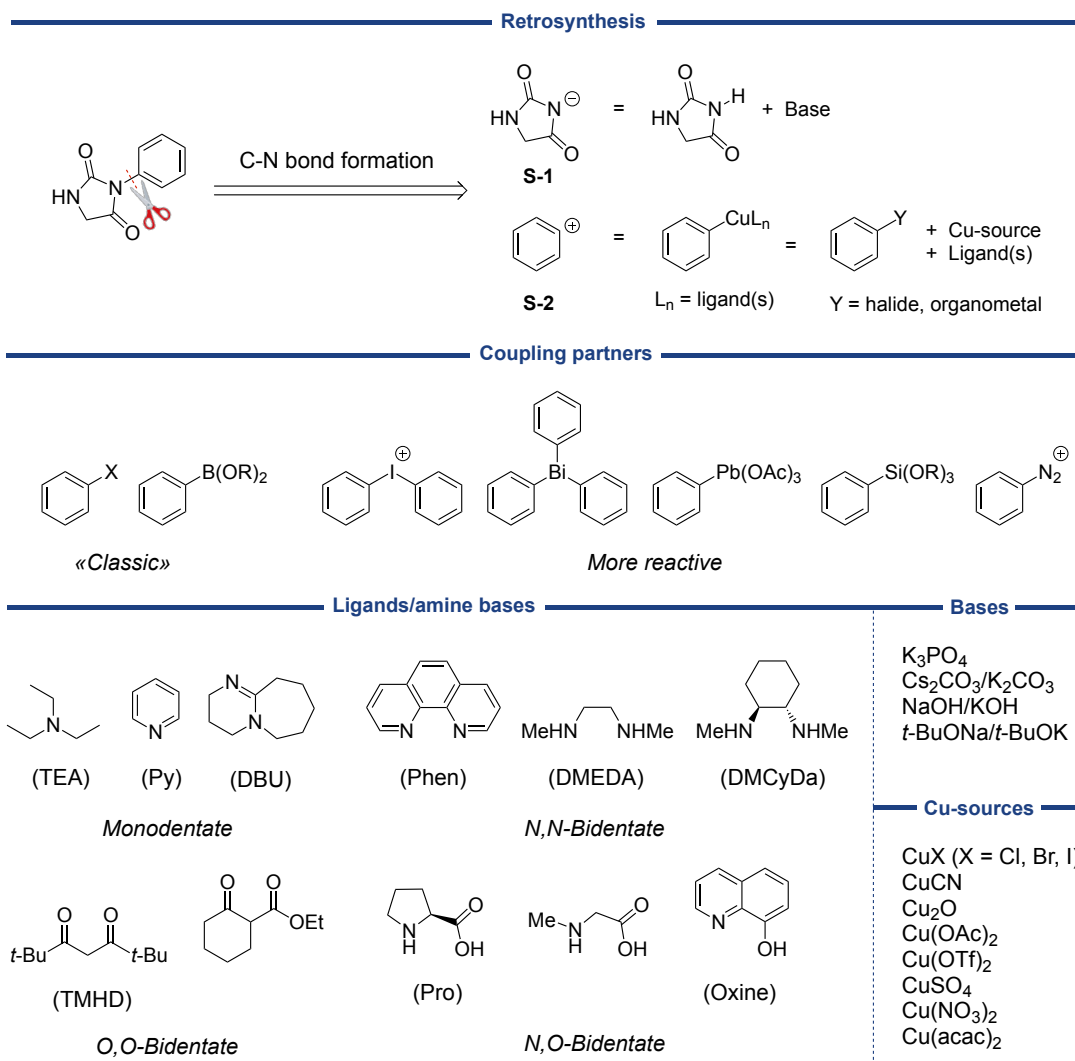 Retrosynthesis
C-N bond formation
O
HN
N
O
O
HN
N
⊖
O
S-1
=
O
HN
N
H
O
+ Base
⊕
S-2
=
CuLn
Ln = ligand(s)
=
Y
+ Cu-source
+ Ligand(s)
Y = halide, organometal
Coupling partners
X
B(OR)2
I
⊕
Bi
Pb(OAc)3
Si(OR)3
N2
⊕
«Classic»
More reactive
Ligands/amine bases
N
(TEA)
N
(Py)
N
N
(DBU)
N
N
(Phen)
MeHN
NHMe
(DMEDA)
MeHN
NHMe
(DMCyDa)
Monodentate
N,N-Bidentate
O
O
t-Bu
t-Bu
(TMHD)
O
O
OEt
N
H
O
OH
(Pro)
Me
N
H
O
OH
N
OH
(Oxine)
O,O-Bidentate
N,O-Bidentate
Bases
K3PO4
Cs2CO3/K2CO3
NaOH/KOH
t-BuONa/t-BuOK
Cu-sources
CuX (X = Cl, Br, I)
CuCN
Cu2O
Cu(OAc)2
Cu(OTf)2
CuSO4
Cu(NO3)2
Cu(acac)2